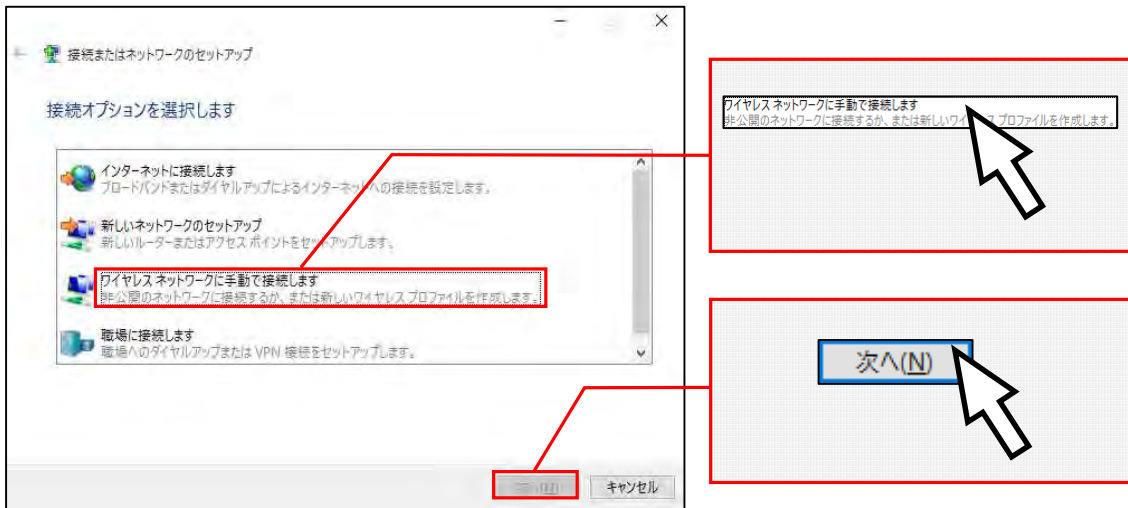 接続またはネットワークのセットアップ
接続オプションを選択します
インターネットに接続します
ブロードバンドまたはダイヤルアップによるインターネットへの接続を設定します。
新しいネットワークのセットアップ
新しいルーターまたはアクセス ポイントをセットアップします。
ワイヤレス ネットワークに手動で接続します
非公開のネットワークに接続するか、または新しいワイヤレス プロファイルを作成します。
職場に接続します
職場へのダイヤルアップまたは VPN 接続をセットアップします。
キャンセル
ワイヤレス ネットワークに手動で接続します
非公開のネットワークに接続するか、または新しいワイヤレス プロファイルを作成します。
次へ(N)